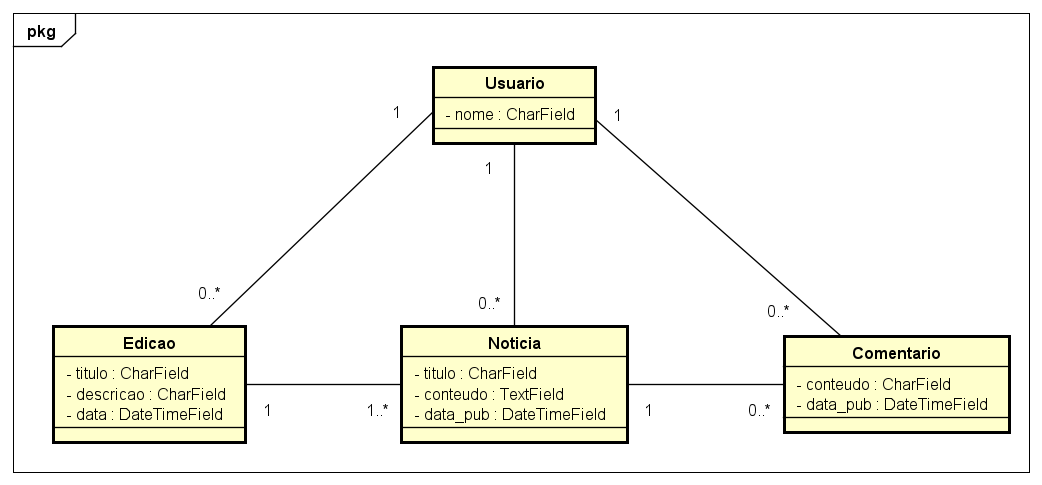 pkg
Usuario
- nome : CharField
1
1
1
0..*
0..*
0..*
Edicao
- titulo : CharField
- descricao : CharField
- data : DateTimeField
1
1..*
Noticia
- titulo : CharField
- conteudo : TextField
- data_pub : DateTimeField
1
0..*
Comentario
- conteudo : CharField
- data_pub : DateTimeField